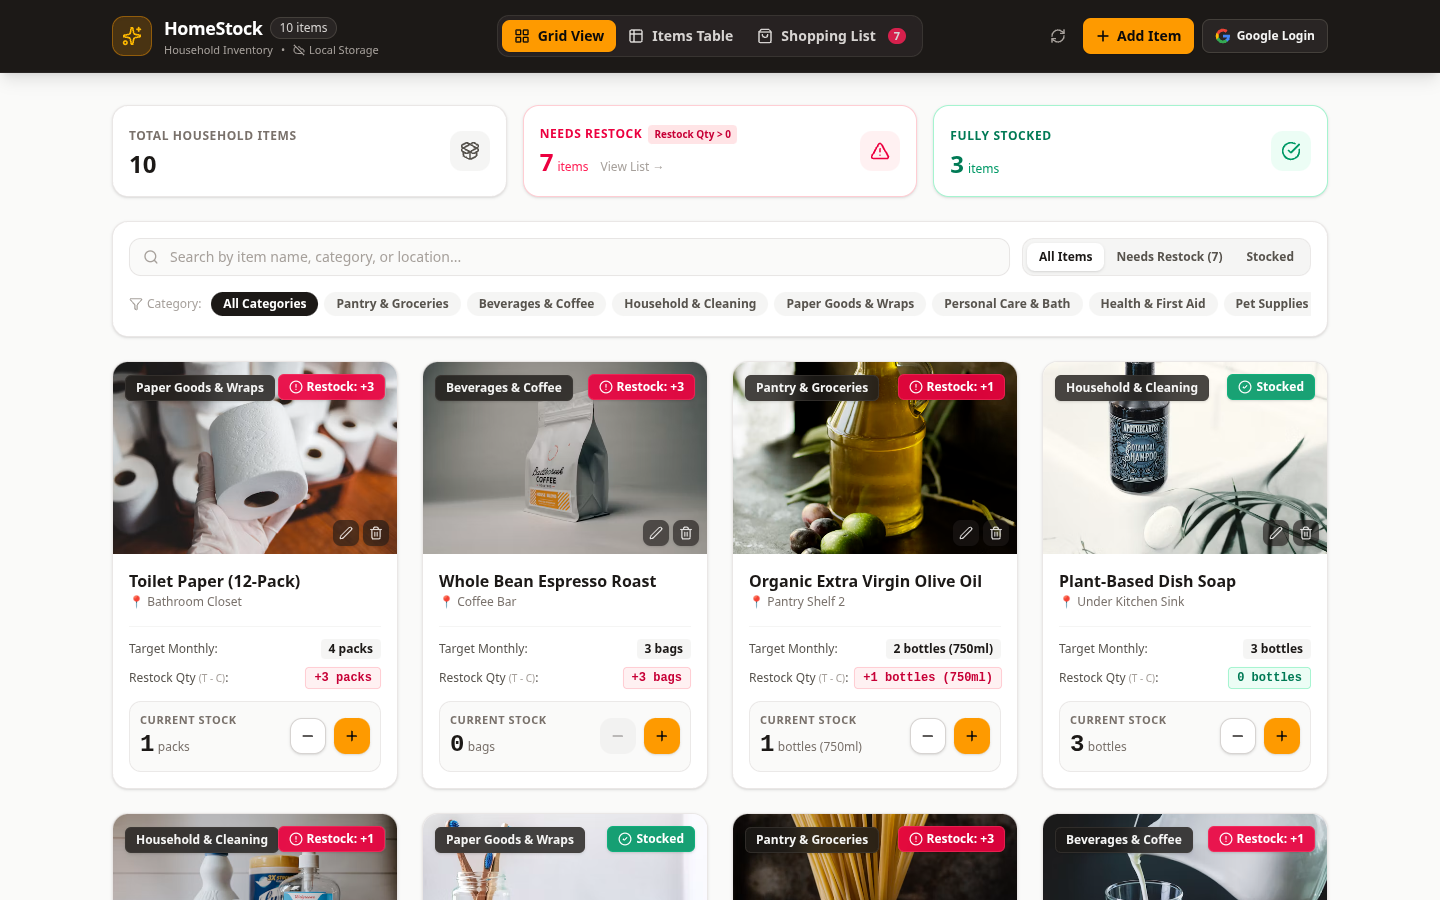 HomeStock
10 items
Household Inventory • Local Storage
Grid View
Items Table
Shopping List
7
Add Item
Google Login
TOTAL HOUSEHOLD ITEMS
10
NEEDS RESTOCK
Restock Qty > 0
7 items
View List →
FULLY STOCKED
3 items
Search by item name, category, or location...
All Items
Needs Restock (7)
Stocked
Category:
All Categories
Pantry & Groceries
Beverages & Coffee
Household & Cleaning
Paper Goods & Wraps
Personal Care & Bath
Health & First Aid
Pet Supplies
Paper Goods & Wraps
Restock: +3
Toilet Paper (12-Pack)
📍 Bathroom Closet
Target Monthly:
4 packs
Restock Qty (T - C):
+3 packs
CURRENT STOCK
1 packs
− +
Beverages & Coffee
Restock: +3
COFFEE
Whole Bean Espresso Roast
📍 Coffee Bar
Target Monthly:
3 bags
Restock Qty (T - C):
+3 bags
CURRENT STOCK
0 bags
− +
Pantry & Groceries
Restock: +1
Organic Extra Virgin Olive Oil
📍 Pantry Shelf 2
Target Monthly:
2 bottles (750ml)
Restock Qty (T - C):
+1 bottles (750ml)
CURRENT STOCK
1 bottles (750ml)
− +
Household & Cleaning
Stocked
APOTHECARY
BOTANICAL
SHAMPOO
Plant-Based Dish Soap
📍 Under Kitchen Sink
Target Monthly:
3 bottles
Restock Qty (T - C):
0 bottles
CURRENT STOCK
3 bottles
− +
Household & Cleaning
Restock: +1
Paper Goods & Wraps
Stocked
Pantry & Groceries
Restock: +3
Beverages & Coffee
Restock: +1